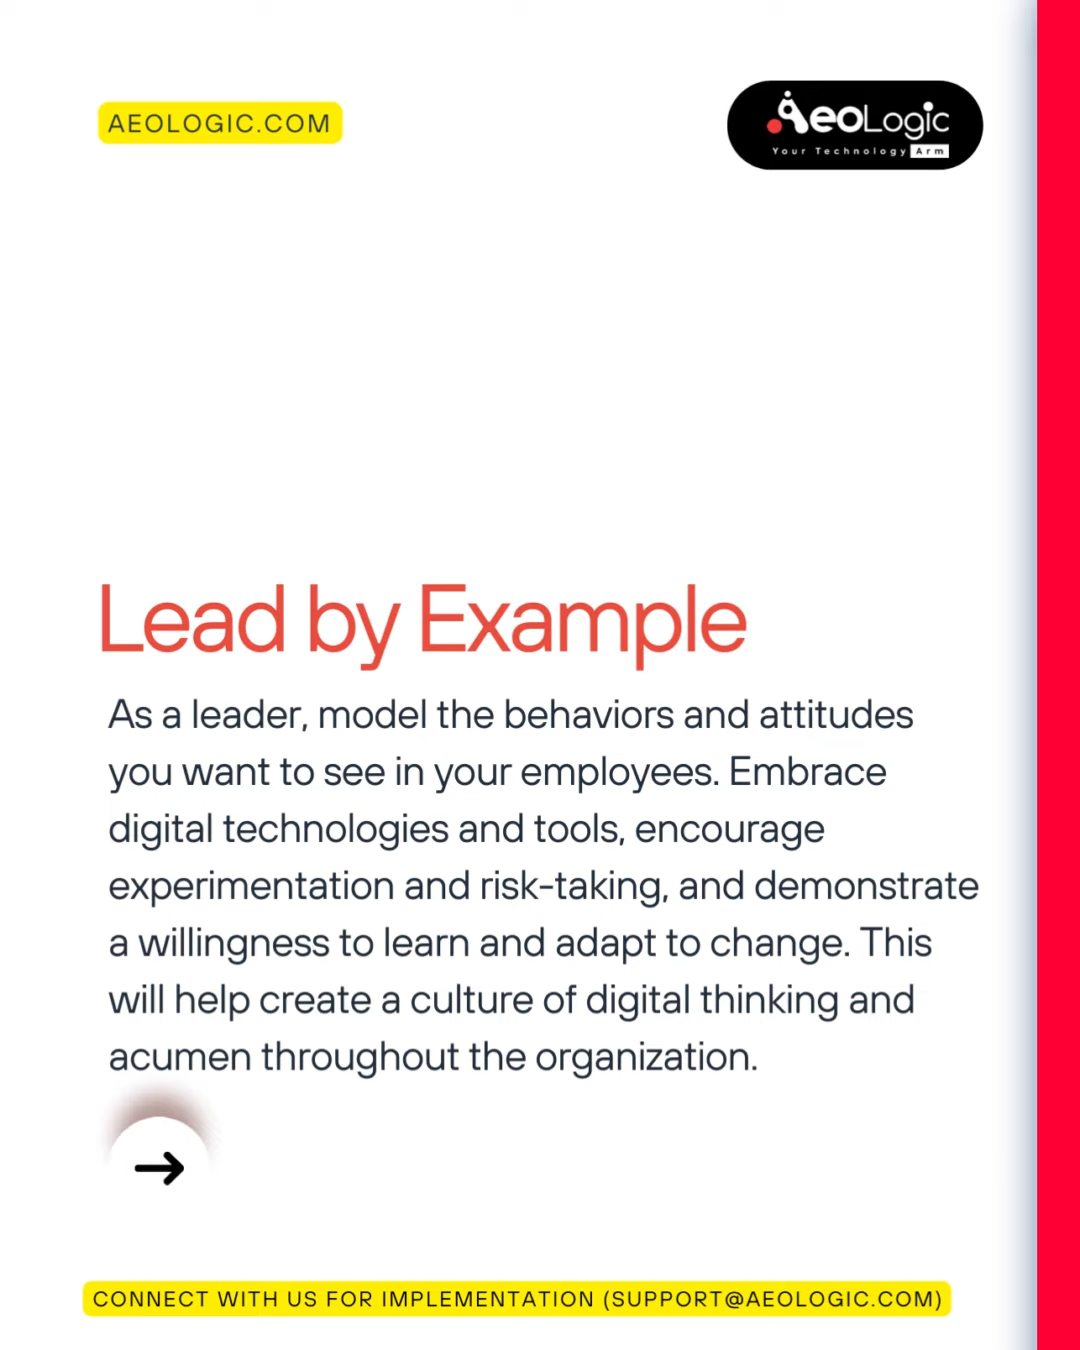 AEOLOGIC.COM
AeoLogic
Your Technology Arm
Lead by Example
As a leader, model the behaviors and attitudes
you want to see in your employees. Embrace
digital technologies and tools, encourage
experimentation and risk-taking, and demonstrate
a willingness to learn and adapt to change. This
will help create a culture of digital thinking and
acumen throughout the organization.
CONNECT WITH US FOR IMPLEMENTATION (SUPPORT@AEOLOGIC.COM)